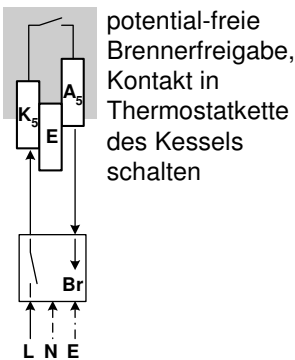 potential-freie
Brennerfreigabe,
Kontakt in
Thermostatkette
des Kessels
schalten
K5
E
A5
Br
L N E